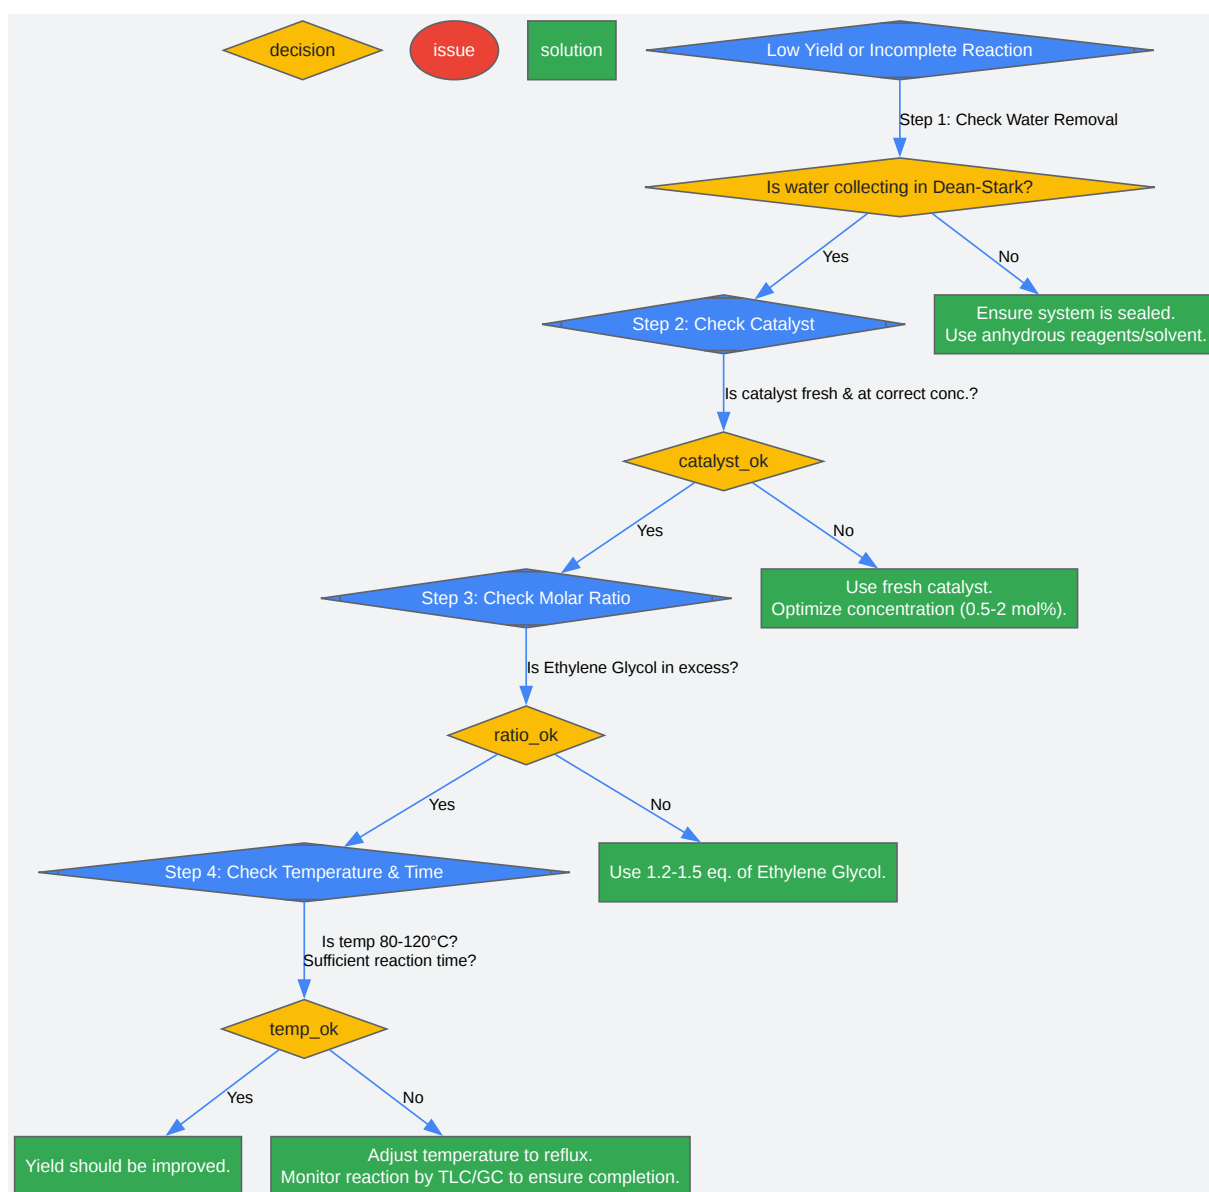 decision
issue
solution
Low Yield or Incomplete Reaction
Step 1: Check Water Removal
Is water collecting in Dean-Stark?
Yes
No
Step 2: Check Catalyst
Ensure system is sealed.
Use anhydrous reagents/solvent.
Is catalyst fresh & at correct conc.?
catalyst_ok
Yes
No
Step 3: Check Molar Ratio
Use fresh catalyst.
Optimize concentration (0.5-2 mol%).
Is Ethylene Glycol in excess?
ratio_ok
Yes
No
Step 4: Check Temperature & Time
Use 1.2-1.5 eq. of Ethylene Glycol.
Is temp 80-120°C?
Sufficient reaction time?
temp_ok
Yes
No
Yield should be improved.
Adjust temperature to reflux.
Monitor reaction by TLC/GC to ensure completion.